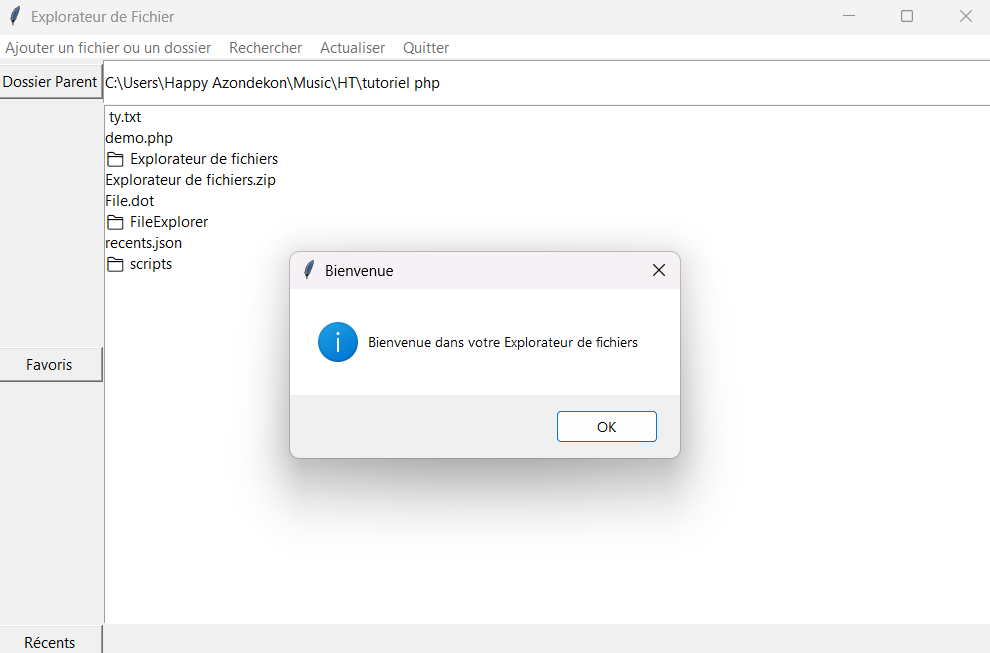 Explorateur de Fichier
Ajouter un fichier ou un dossier Rechercher Actualiser Quitter
Dossier Parent C:\Users\Happy Azondekon\Music\HT\tutoriel php
ty.txt
demo.php
Explorateur de fichiers
Explorateur de fichiers.zip
File.dot
FileExplorer
recents.json
scripts
Bienvenue
Bienvenue dans votre Explorateur de fichiers
OK
Favoris
Récents